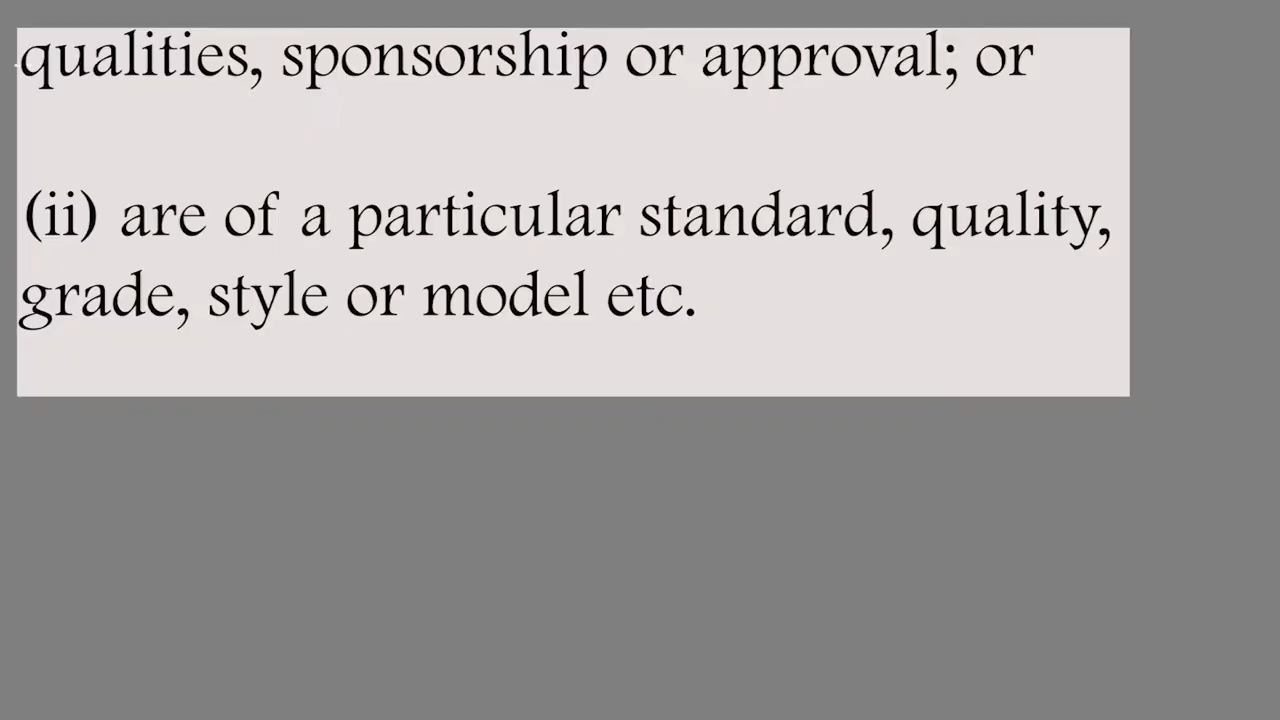 qualities, sponsorship or approval; or
(ii) are of a particular standard, quality,
grade, style or model etc.